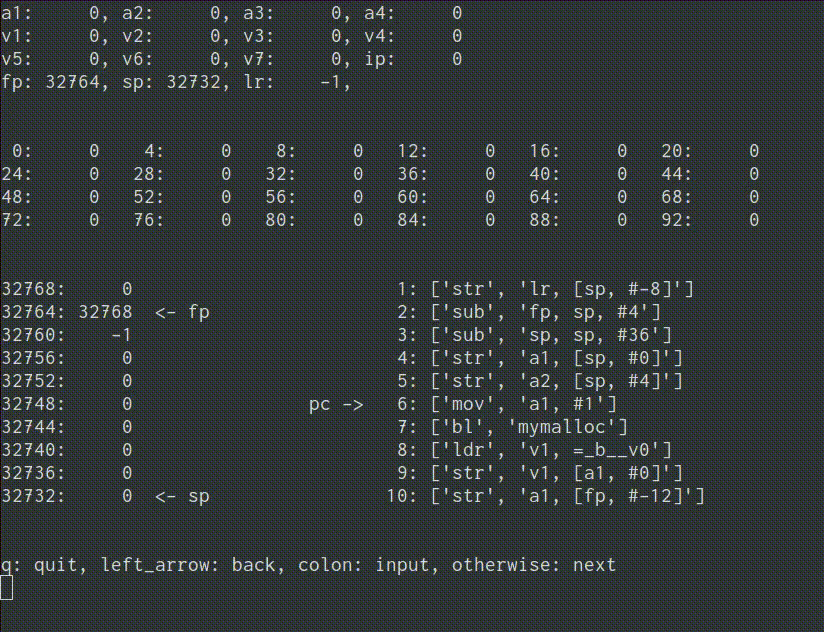 a1:     0, a2:     0, a3:     0, a4:     0
v1:     0, v2:     0, v3:     0, v4:     0
v5:     0, v6:     0, v7:     0, ip:     0
fp: 32764, sp: 32732, lr:    -1,
 0:     0    4:     0    8:     0   12:     0   16:     0   20:     0
24:     0   28:     0   32:     0   36:     0   40:     0   44:     0
48:     0   52:     0   56:     0   60:     0   64:     0   68:     0
72:     0   76:     0   80:     0   84:     0   88:     0   92:     0
32768:     0                        1: ['str', 'lr, [sp, #-8]']
32764: 32768  <- fp                 2: ['sub', 'fp, sp, #4']
32760:    -1                        3: ['sub', 'sp, sp, #36']
32756:     0                        4: ['str', 'a1, [sp, #0]']
32752:     0                        5: ['str', 'a2, [sp, #4]']
32748:     0                pc ->   6: ['mov', 'a1, #1']
32744:     0                        7: ['bl', 'mymalloc']
32740:     0                        8: ['ldr', 'v1, =_b__v0']
32736:     0                        9: ['str', 'v1, [a1, #0]']
32732:     0  <- sp                10: ['str', 'a1, [fp, #-12]']
q: quit, left_arrow: back, colon: input, otherwise: next